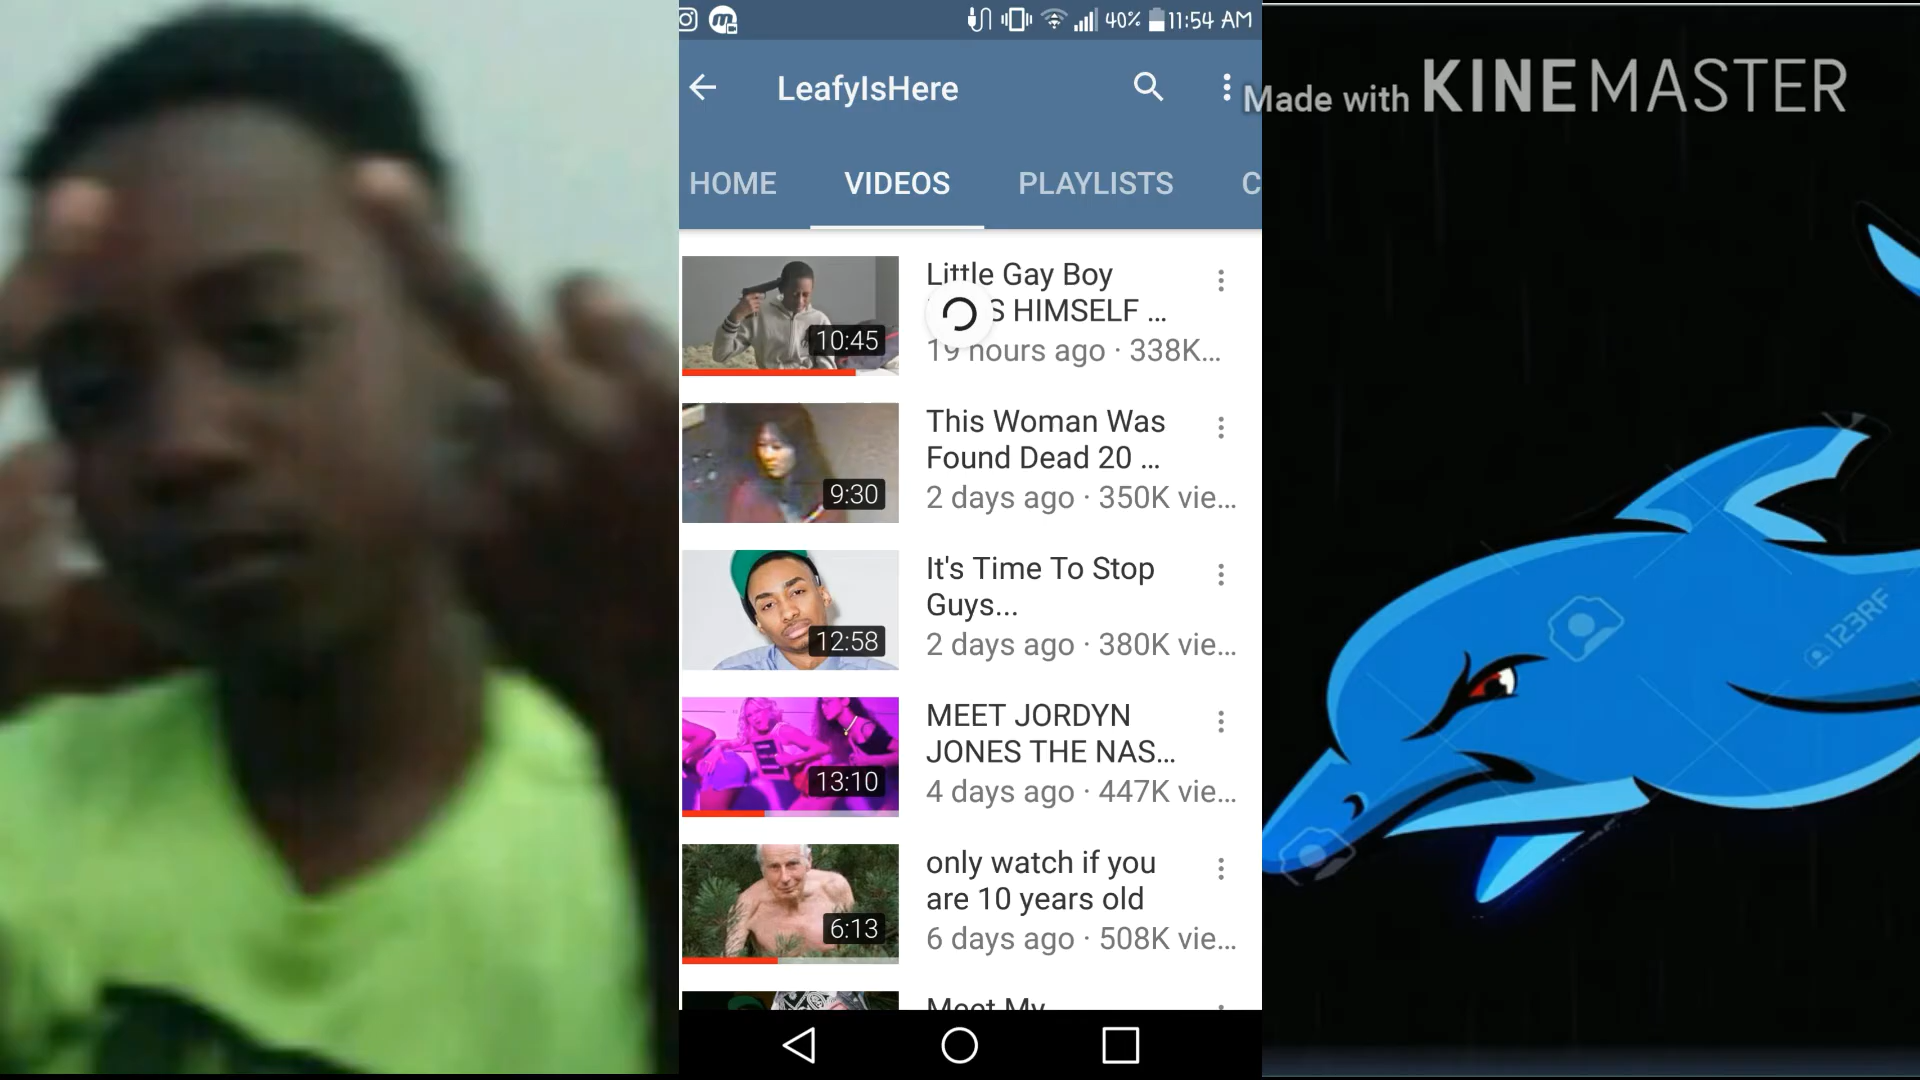 40% 11:54 AM
LeafyIsHere
Made with KINEMASTER
HOME VIDEOS PLAYLISTS C
Little Gay Boy
S HIMSELF ...
19 hours ago · 338K...
10:45
This Woman Was
Found Dead 20 ...
2 days ago · 350K vie...
9:30
It's Time To Stop
Guys...
2 days ago · 380K vie...
12:58
MEET JORDYN
JONES THE NAS...
4 days ago · 447K vie...
13:10
only watch if you
are 10 years old
6 days ago · 508K vie...
6:13
Meet My
123RF